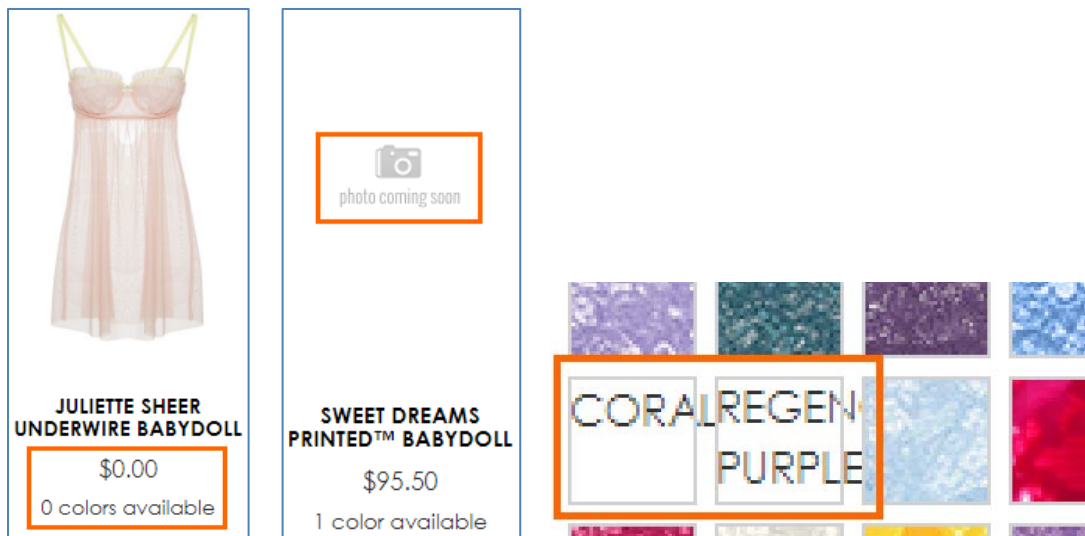 JULIETTE SHEER
UNDERWIRE BABYDOLL
$0.00
0 colors available
photo coming soon
SWEET DREAMS
PRINTED™ BABYDOLL
$95.50
1 color available
CORAL
REGEN
PURPLE